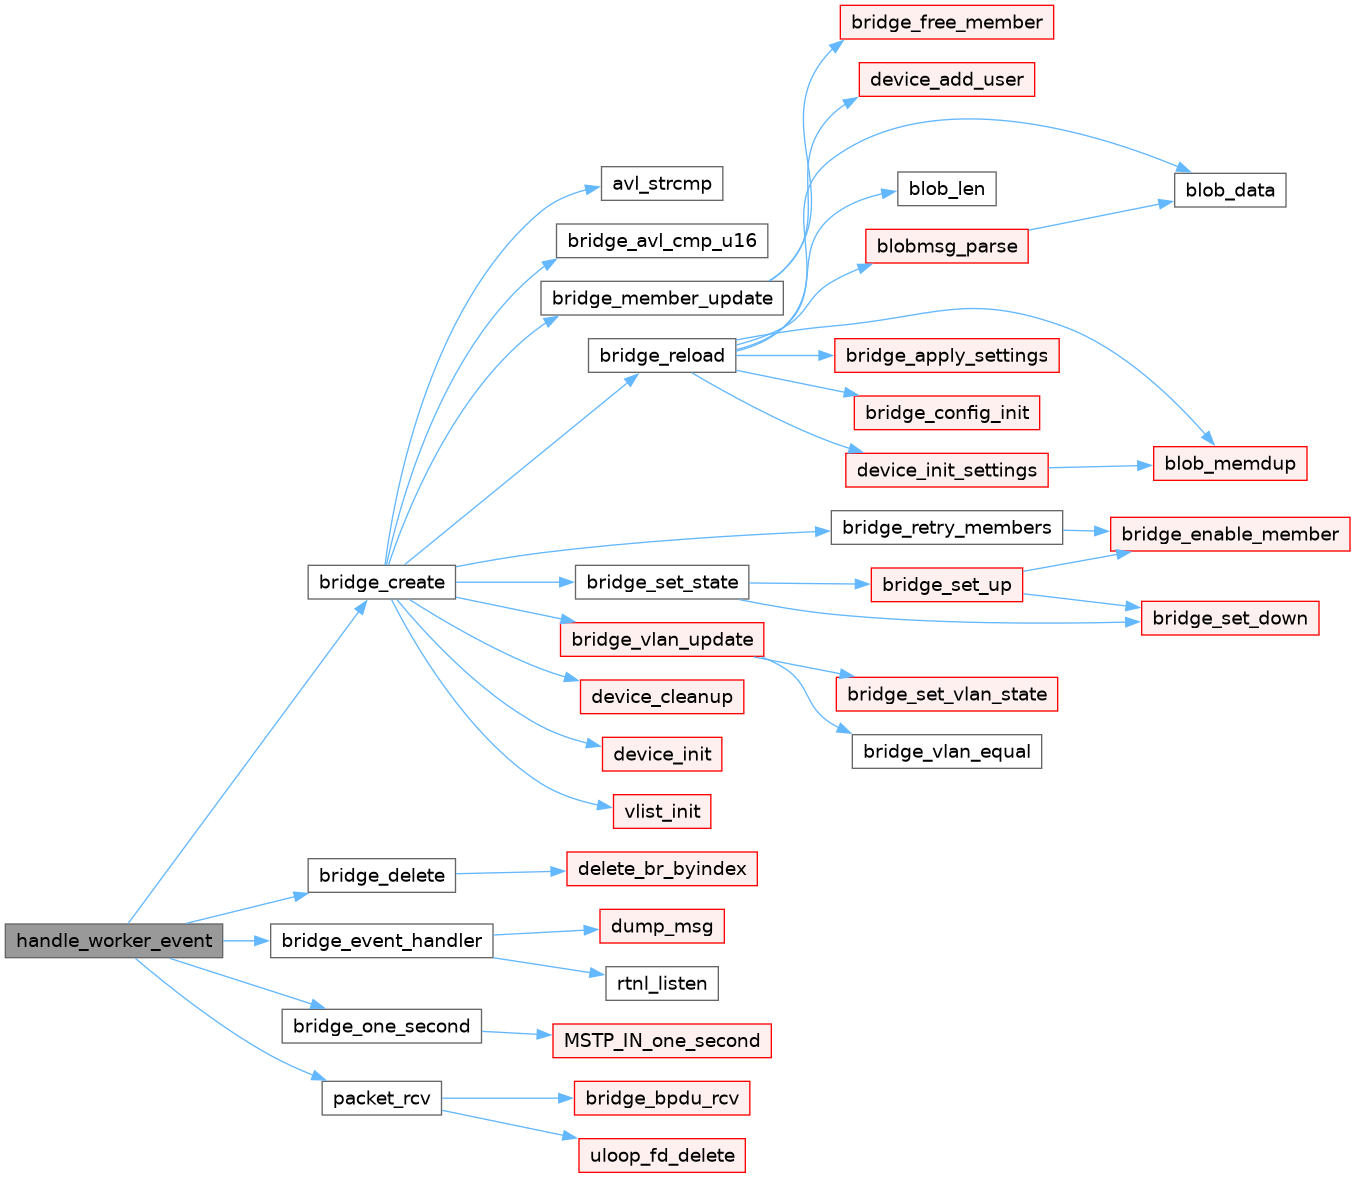 bridge_free_member
device_add_user
avl_strcmp
blob_len
blob_data
bridge_avl_cmp_u16
blobmsg_parse
bridge_member_update
bridge_reload
bridge_apply_settings
bridge_config_init
device_init_settings
blob_memdup
bridge_retry_members
bridge_enable_member
bridge_create
bridge_set_state
bridge_set_up
bridge_set_down
bridge_vlan_update
bridge_set_vlan_state
device_cleanup
device_init
bridge_vlan_equal
vlist_init
bridge_delete
delete_br_byindex
handle_worker_event
bridge_event_handler
dump_msg
rtnl_listen
bridge_one_second
MSTP_IN_one_second
packet_rcv
bridge_bpdu_rcv
uloop_fd_delete